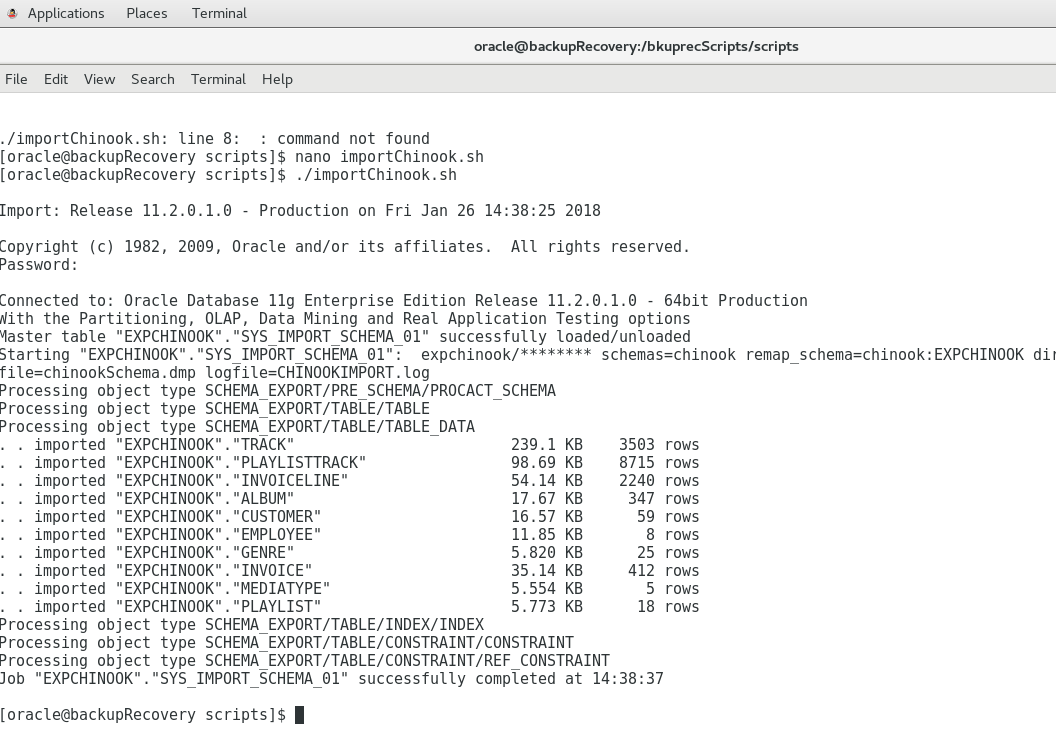 Applications Places Terminal
oracle@backupRecovery:/bkuprecScripts/scripts
File Edit View Search Terminal Help
./importChinook.sh: line 8:  : command not found
[oracle@backupRecovery scripts]$ nano importChinook.sh
[oracle@backupRecovery scripts]$ ./importChinook.sh
Import: Release 11.2.0.1.0 - Production on Fri Jan 26 14:38:25 2018
Copyright (c) 1982, 2009, Oracle and/or its affiliates.  All rights reserved.
Password:
Connected to: Oracle Database 11g Enterprise Edition Release 11.2.0.1.0 - 64bit Production
With the Partitioning, OLAP, Data Mining and Real Application Testing options
Master table "EXPCHINOOK"."SYS_IMPORT_SCHEMA_01" successfully loaded/unloaded
Starting "EXPCHINOOK"."SYS_IMPORT_SCHEMA_01":  expchinook/******** schemas=chinook remap_schema=chinook:EXPCHINOOK dir
file=chinookSchema.dmp logfile=CHINOOKIMPORT.log
Processing object type SCHEMA_EXPORT/PRE_SCHEMA/PROCACT_SCHEMA
Processing object type SCHEMA_EXPORT/TABLE/TABLE
Processing object type SCHEMA_EXPORT/TABLE/TABLE_DATA
. . imported "EXPCHINOOK"."TRACK" 239.1 KB 3503 rows
. . imported "EXPCHINOOK"."PLAYLISTTRACK" 98.69 KB 8715 rows
. . imported "EXPCHINOOK"."INVOICELINE" 54.14 KB 2240 rows
. . imported "EXPCHINOOK"."ALBUM" 17.67 KB 347 rows
. . imported "EXPCHINOOK"."CUSTOMER" 16.57 KB 59 rows
. . imported "EXPCHINOOK"."EMPLOYEE" 11.85 KB 8 rows
. . imported "EXPCHINOOK"."GENRE" 5.820 KB 25 rows
. . imported "EXPCHINOOK"."INVOICE" 35.14 KB 412 rows
. . imported "EXPCHINOOK"."MEDIATYPE" 5.554 KB 5 rows
. . imported "EXPCHINOOK"."PLAYLIST" 5.773 KB 18 rows
Processing object type SCHEMA_EXPORT/TABLE/INDEX/INDEX
Processing object type SCHEMA_EXPORT/TABLE/CONSTRAINT/CONSTRAINT
Processing object type SCHEMA_EXPORT/TABLE/CONSTRAINT/REF_CONSTRAINT
Job "EXPCHINOOK"."SYS_IMPORT_SCHEMA_01" successfully completed at 14:38:37
[oracle@backupRecovery scripts]$